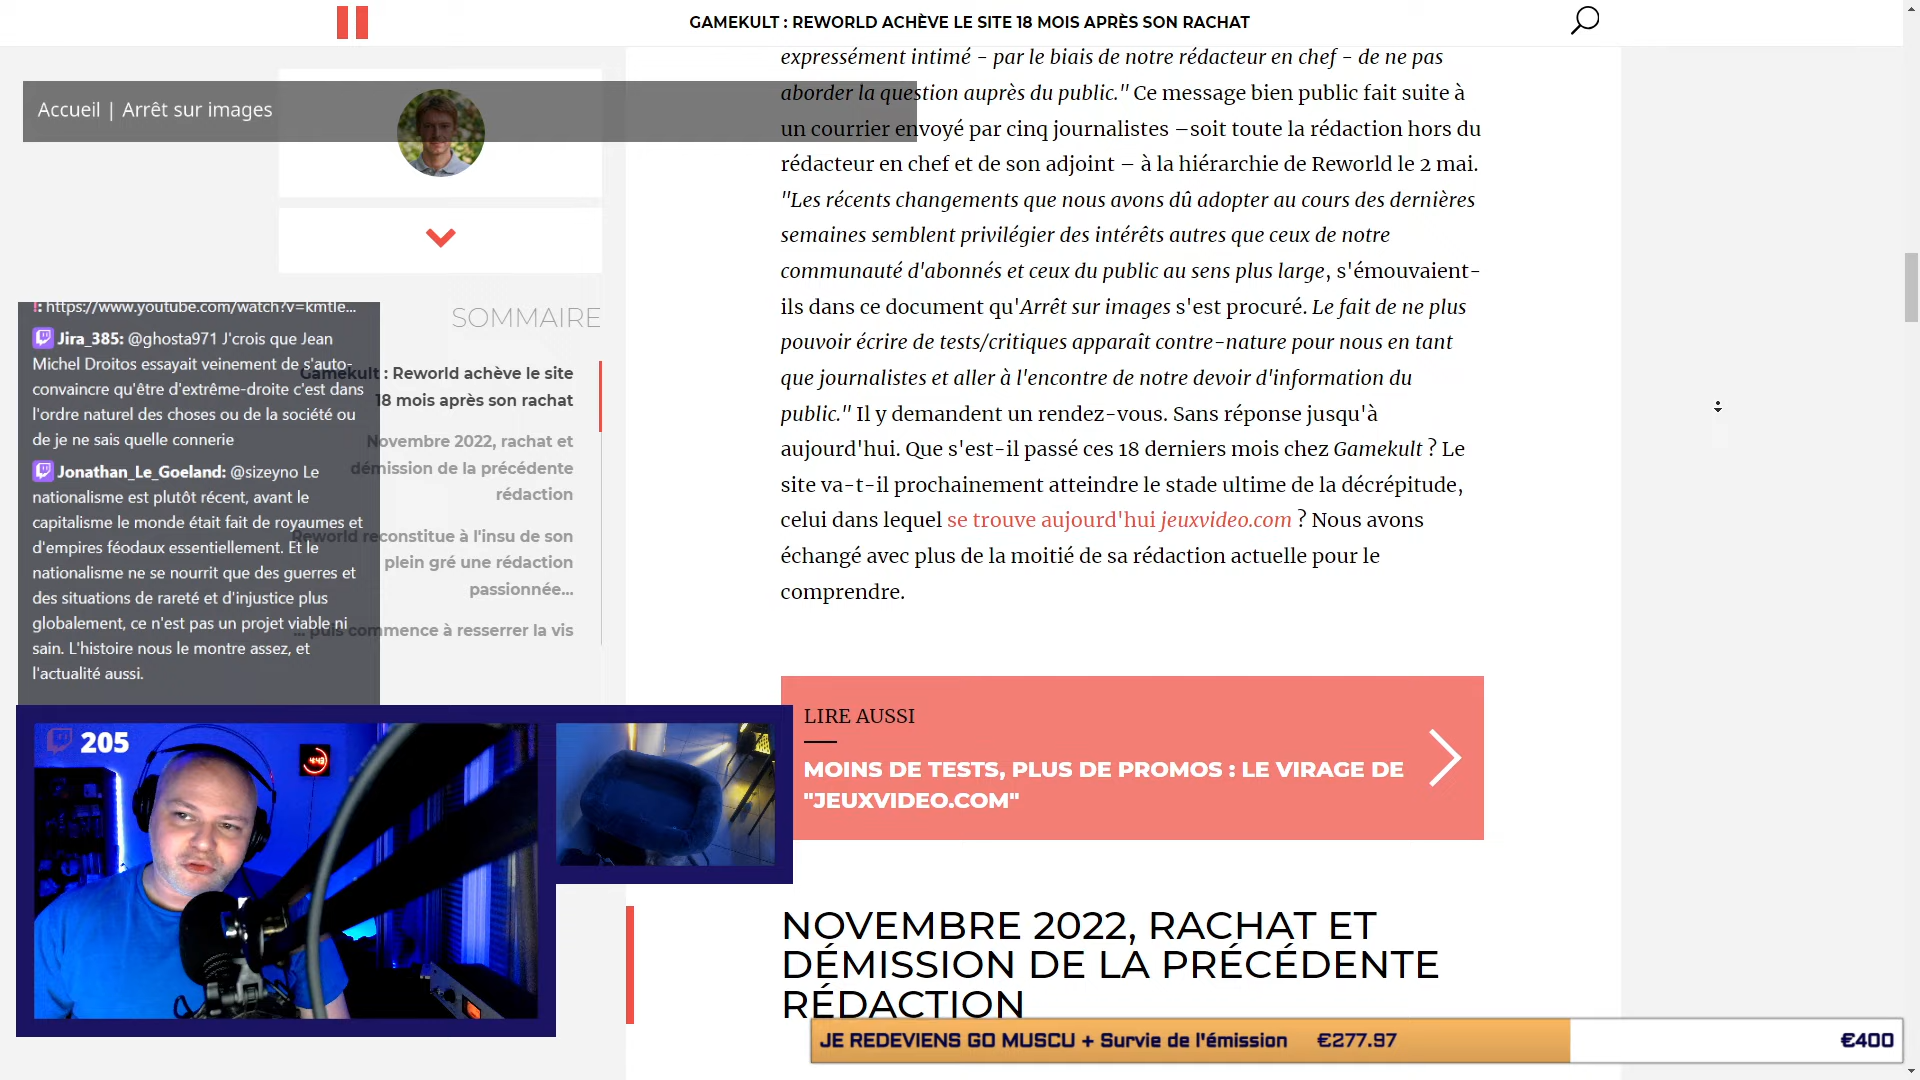 GAMEKULT : REWORLD ACHÈVE LE SITE 18 MOIS APRÈS SON RACHAT
Accueil | Arrêt sur images
expressément intimé - par le biais de notre rédacteur en chef - de ne pas
aborder la question auprès du public." Ce message bien public fait suite à
un courrier envoyé par cinq journalistes –soit toute la rédaction hors du
rédacteur en chef et de son adjoint – à la hiérarchie de Reworld le 2 mai.
"Les récents changements que nous avons dû adopter au cours des dernières
semaines semblent privilégier des intérêts autres que ceux de notre
communauté d'abonnés et ceux du public au sens plus large, s'émouvaient-
ils dans ce document qu'Arrêt sur images s'est procuré. Le fait de ne plus
pouvoir écrire de tests/critiques apparaît contre-nature pour nous en tant
que journalistes et aller à l'encontre de notre devoir d'information du
public." Il y demandent un rendez-vous. Sans réponse jusqu'à
aujourd'hui. Que s'est-il passé ces 18 derniers mois chez Gamekult ? Le
site va-t-il prochainement atteindre le stade ultime de la décrépitude,
celui dans lequel se trouve aujourd'hui jeuxvideo.com ? Nous avons
échangé avec plus de la moitié de sa rédaction actuelle pour le
comprendre.
SOMMAIRE
Gamekult : Reworld achève le site
18 mois après son rachat
Novembre 2022, rachat et
démission de la précédente
rédaction
Reworld reconstitue à l'insu de son
plein gré une rédaction
passionnée...
... puis commence à resserrer la vis
: https://www.youtube.com/watch?v=kmtle...
Jira_385: @ghosta971 J'crois que Jean
Michel Droitos essayait veinement de s'auto-
convaincre qu'être d'extrême-droite c'est dans
l'ordre naturel des choses ou de la société ou
de je ne sais quelle connerie
Jonathan_Le_Goeland: @sizeyno Le
nationalisme est plutôt récent, avant le
capitalisme le monde était fait de royaumes et
d'empires féodaux essentiellement. Et le
nationalisme ne se nourrit que des guerres et
des situations de rareté et d'injustice plus
globalement, ce n'est pas un projet viable ni
sain. L'histoire nous le montre assez, et
l'actualité aussi.
205
4:43
LIRE AUSSI
MOINS DE TESTS, PLUS DE PROMOS : LE VIRAGE DE
"JEUXVIDEO.COM"
NOVEMBRE 2022, RACHAT ET
DÉMISSION DE LA PRÉCÉDENTE
RÉDACTION
JE REDEVIENS GO MUSCU + Survie de l'émission €277.97 €400